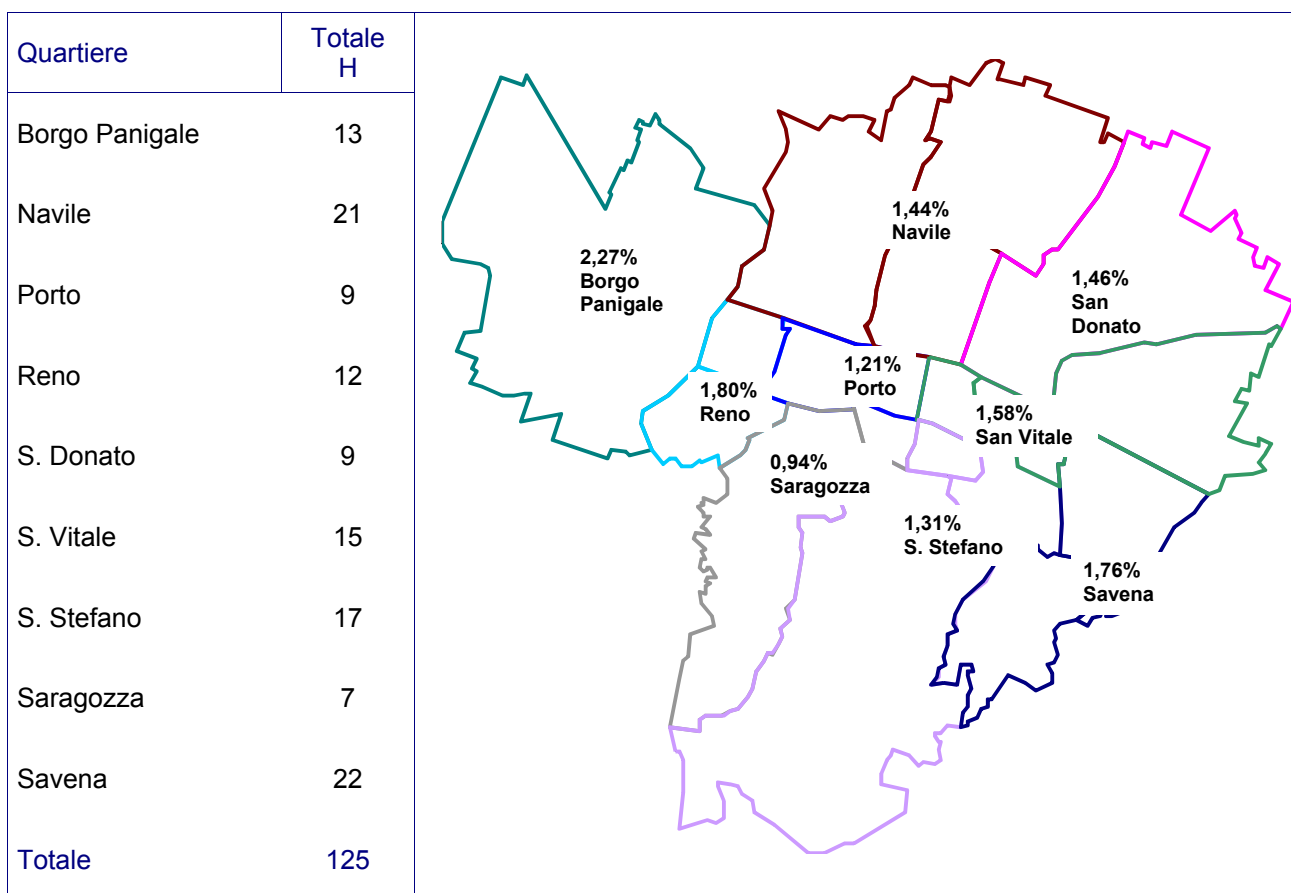 Quartiere
Totale
H
Borgo Panigale 13
Navile 21
Porto 9
Reno 12
S. Donato 9
S. Vitale 15
S. Stefano 17
Saragozza 7
Savena 22
Totale 125
1,44%
Navile
2,27%
Borgo
Panigale
1,46%
San
Donato
1,21%
Porto
1,80%
Reno
1,58%
San Vitale
0,94%
Saragozza
1,31%
S. Stefano
1,76%
Savena